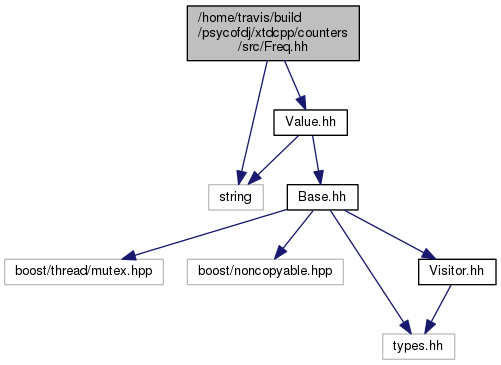 /home/travis/build
/psycofdj/xtdcpp/counters
/src/Freq.hh
Value.hh
string
Base.hh
boost/thread/mutex.hpp
boost/noncopyable.hpp
Visitor.hh
types.hh